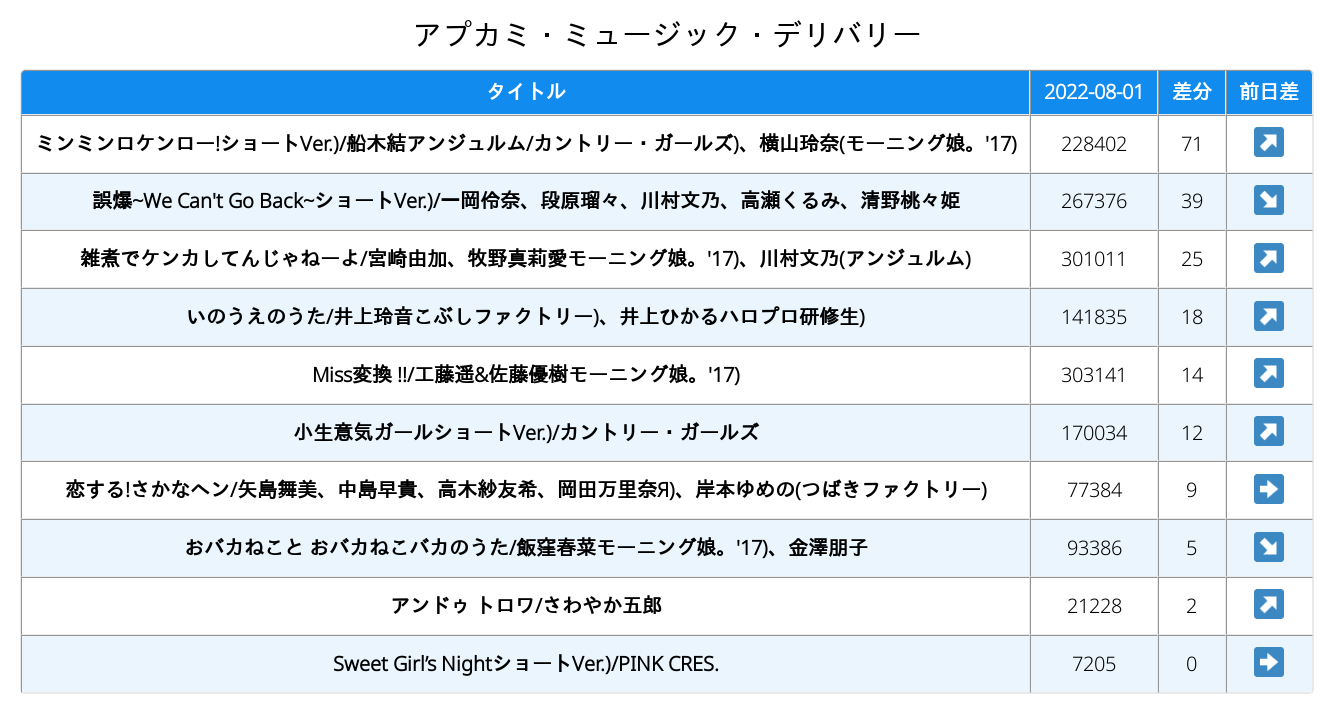 アプカミ・ミュージック・デリバリー
タイトル 2022-08-01 差分 前日差
ミンミンロケンロー!ショートVer.)/船木結アンジュルム/カントリー・ガールズ)、横山玲奈(モーニング娘。'17) 228402 71
誤爆~We Can't Go Back~ショートVer.)/一岡伶奈、段原瑠々、川村文乃、高瀬くるみ、清野桃々姫 267376 39
雑煮でケンカしてんじゃねーよ/宮崎由加、牧野真莉愛モーニング娘。'17)、川村文乃(アンジュルム) 301011 25
いのうえのうた/井上玲音こぶしファクトリー)、井上ひかるハロプロ研修生) 141835 18
Miss変換 !!/工藤遥&佐藤優樹モーニング娘。'17) 303141 14
小生意気ガールショートVer.)/カントリー・ガールズ 170034 12
恋する!さかなヘン/矢島舞美、中島早貴、高木紗友希、岡田万里奈Я)、岸本ゆめの(つばきファクトリー) 77384 9
おバカねこと おバカねこバカのうた/飯窪春菜モーニング娘。'17)、金澤朋子 93386 5
アンドゥ トロワ/さわやか五郎 21228 2
Sweet Girl’s NightショートVer.)/PINK CRES. 7205 0